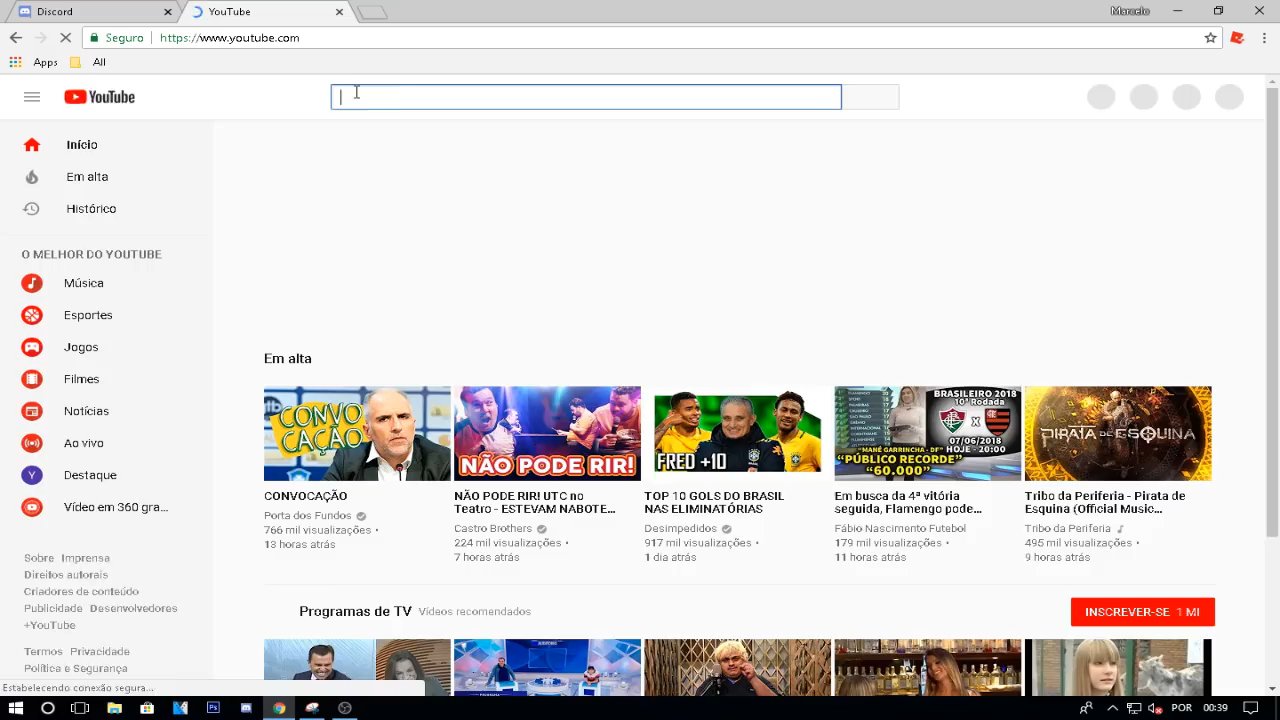 Discord
YouTube
Marcelo
Seguro
https://www.youtube.com
Apps
All
YouTube
Início
Em alta
Histórico
O MELHOR DO YOUTUBE
Música
Esportes
Jogos
Filmes
Notícias
Ao vivo
Destaque
Vídeo em 360 gra...
Sobre Imprensa
Direitos autorais
Criadores de conteúdo
Publicidade Desenvolvedores
+YouTube
Termos Privacidade
Política e Segurança
Estabelecendo conexão segura...
Em alta
CONVO
CAÇÃO
CONVOCAÇÃO
Porta dos Fundos
766 mil visualizações •
13 horas atrás
NÃO PODE RIR!
NÃO PODE RIR! UTC no
Teatro - ESTEVAM NABOTE...
Castro Brothers
224 mil visualizações •
7 horas atrás
FRED +10
TOP 10 GOLS DO BRASIL
NAS ELIMINATÓRIAS
Desimpedidos
917 mil visualizações •
1 dia atrás
BRASILEIRO 2018
10ª Rodada
X
07/06/2018
"MANÉ GARRINCHA - DF" HOJE - 20:00
"PÚBLICO RECORDE"
"60.000"
Em busca da 4ª vitória
seguida, Flamengo pode...
Fábio Nascimento Futebol
179 mil visualizações •
11 horas atrás
PIRATA DE ESQUINA
Tribo da Periferia - Pirata de
Esquina (Official Music...
Tribo da Periferia
495 mil visualizações •
9 horas atrás
Programas de TV Vídeos recomendados
INSCREVER-SE 1 MI
Ps
POR 00:39